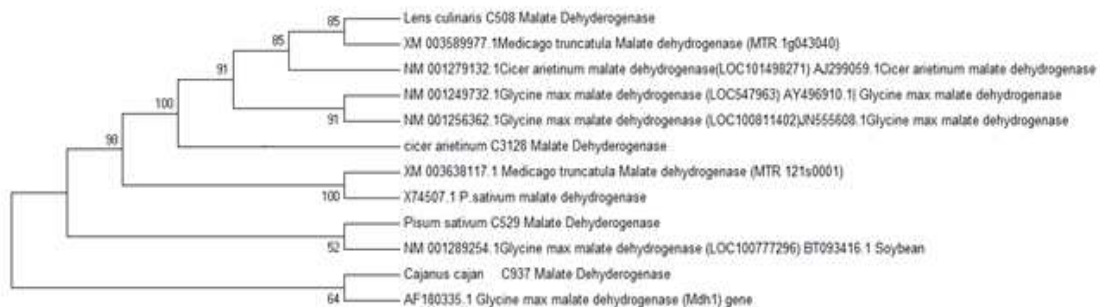 85
Lens culinaris C508 Malate Dehyderogenase
85
XM 003589977.1Medicago truncatula Malate dehydrogenase (MTR 1g043040)
91
NM 001279132.1Cicer arietinum malate dehydrogenase(LOC101498271) AJ299059.1Cicer arietinum malate dehydrogenase
100
NM 001249732.1Glycine max malate dehydrogenase (LOC547963) AY496910.1| Glycine max malate dehydrogenase
91
NM 001256362.1Glycine max malate dehydrogenase (LOC100811402)JN555608.1Glycine max malate dehydrogenase
98
cicer arietinum C3128 Malate Dehyderogenase
XM 003638117.1 Medicago truncatula Malate dehydrogenase (MTR 121s0001)
100
X74507.1 P.sativum malate dehydrogenase
Pisum sativum C529 Malate Dehyderogenase
52
NM 001289254.1Glycine max malate dehydrogenase (LOC100777296) BT093416.1 Soybean
Cajanus cajan C937 Malate Dehyderogenase
64
AF180335.1 Glycine max malate dehydrogenase (Mdh1) gene